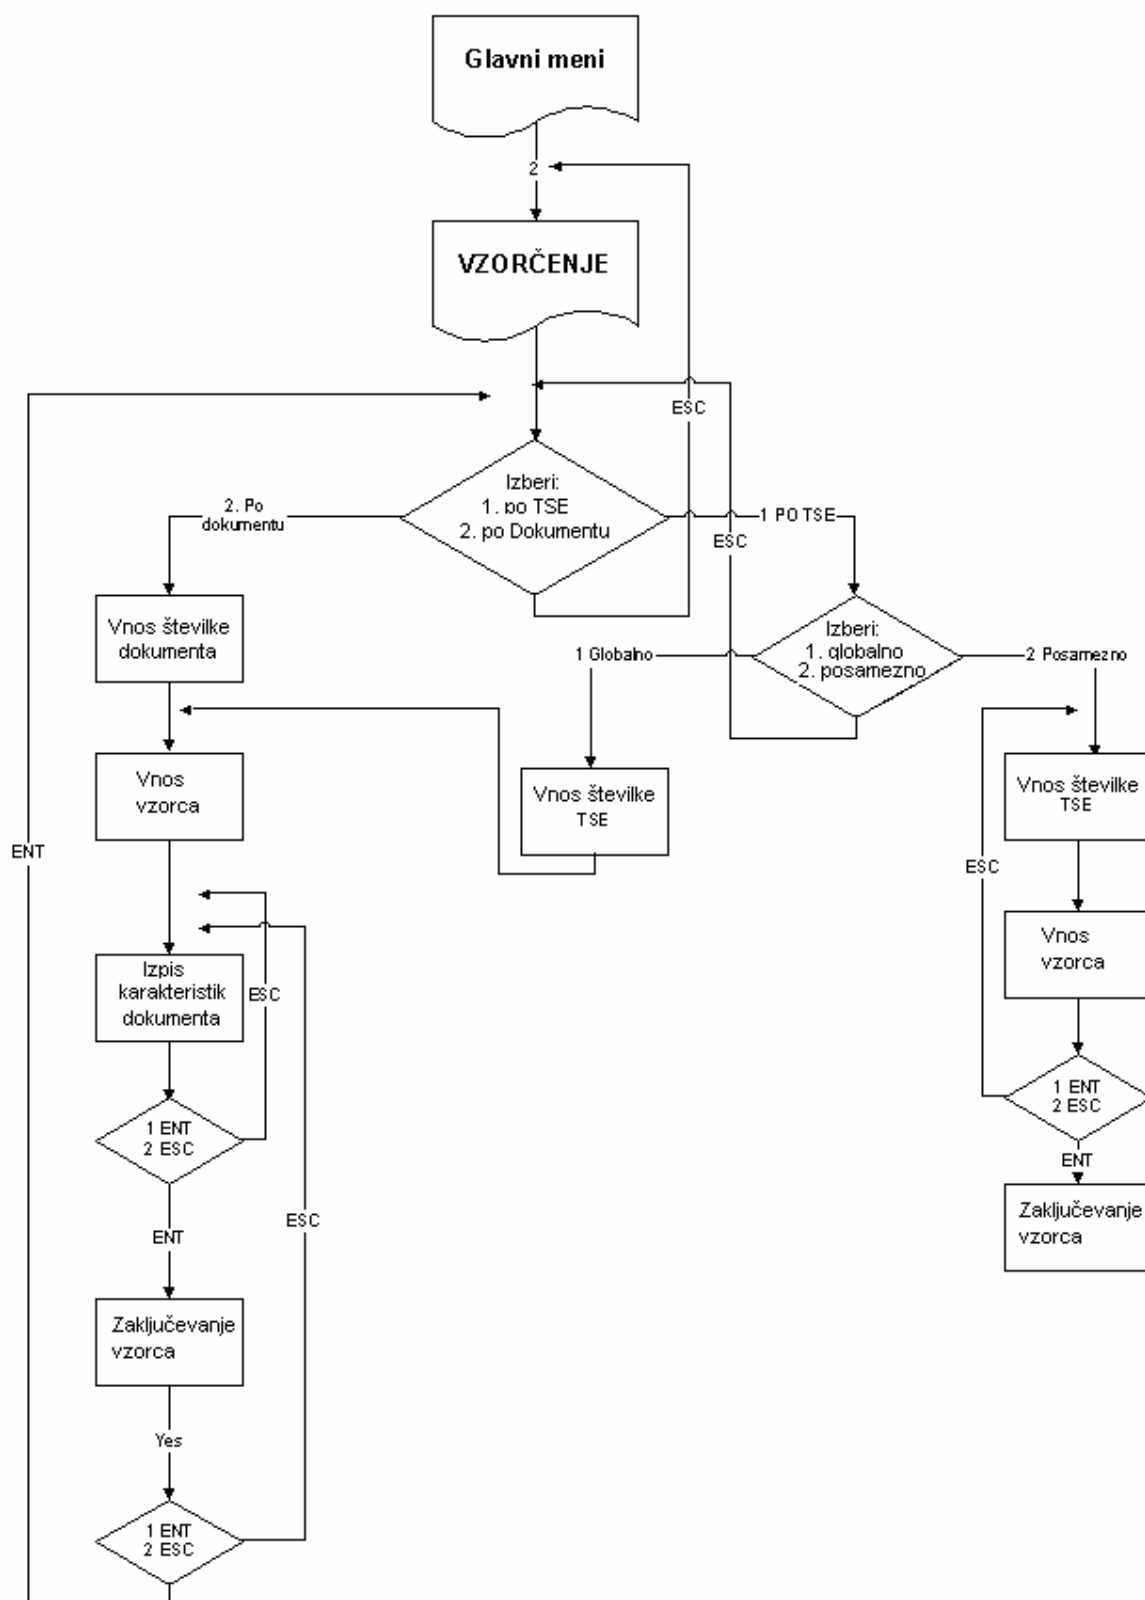 Glavni meni
2
VZORČENJE
ESC
Izberi:
1. po TSE
2. po Dokumentu
2. Po
dokumentu
1 PO TSE
ESC
Vnos številke
dokumenta
Izberi:
1. globalno
2. posamezno
1 Globalno
2 Posamezno
Vnos
vzorca
Vnos številke
TSE
Vnos številke
TSE
ENT
ESC
Vnos
vzorca
Izpis
karakteristik
dokumenta
ESC
1 ENT
2 ESC
1 ENT
2 ESC
ENT
ESC
ENT
Zaključevanje
vzorca
Zaključevanje
vzorca
Yes
1 ENT
2 ESC